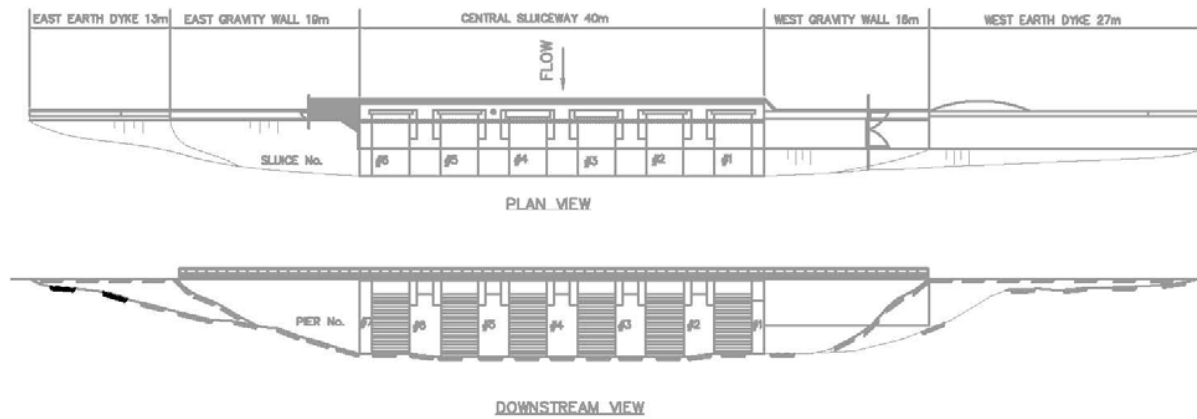 EAST EARTH DYKE 13m EAST GRAVITY WALL 19m CENTRAL SLUICEWAY 40m WEST GRAVITY WALL 16m WEST EARTH DYKE 27m
FLOW
SLUICE No. #6 #5 #4 #3 #2 #1
PLAN VIEW
PIER No. #7 #6 #5 #4 #3 #2 #1
DOWNSTREAM VIEW